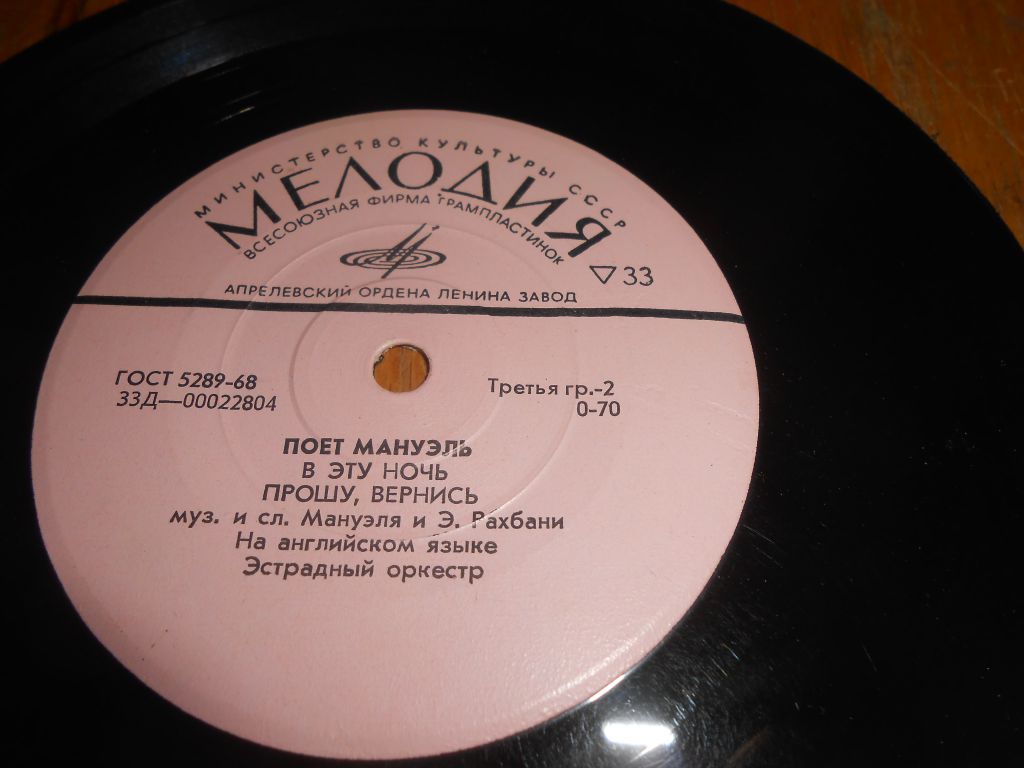 МИНИСТЕРСТВО КУЛЬТУРЫ СССР
МЕЛОДИЯ
ВСЕСОЮЗНАЯ ФИРМА ГРАМПЛАСТИНОК
33
АПРЕЛЕВСКИЙ ОРДЕНА ЛЕНИНА ЗАВОД
ГОСТ 5289-68
33Д—00022804
Третья гр.-2
0-70
ПОЕТ МАНУЭЛЬ
В ЭТУ НОЧЬ
ПРОШУ, ВЕРНИСЬ
муз. и сл. Мануэля и Э. Рахбани
На английском языке
Эстрадный оркестр